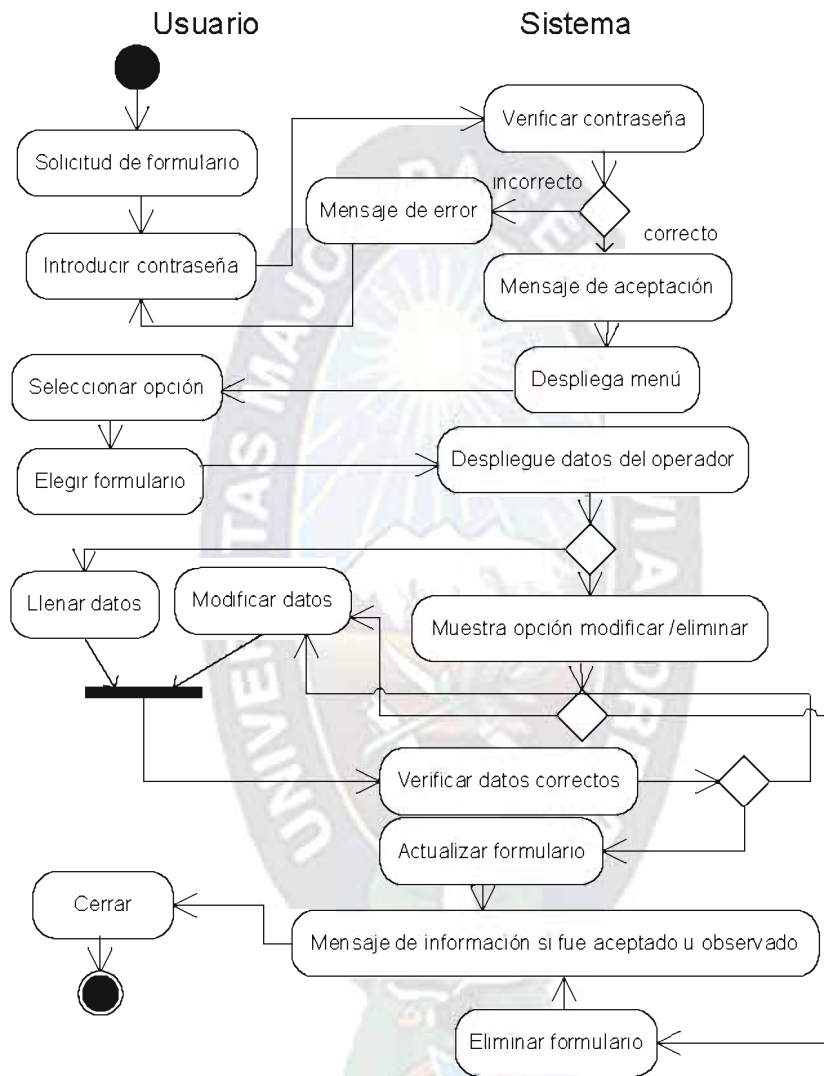 Usuario
Sistema
Solicitud de formulario
Verificar contraseña
incorrecto
Mensaje de error
correcto
Introducir contraseña
Mensaje de aceptación
Seleccionar opción
Despliega menú
Elegir formulario
Despliegue datos del operador
Llenar datos
Modificar datos
Muestra opción modificar /eliminar
Verificar datos correctos
Actualizar formulario
Cerrar
Mensaje de información si fue aceptado u observado
Eliminar formulario